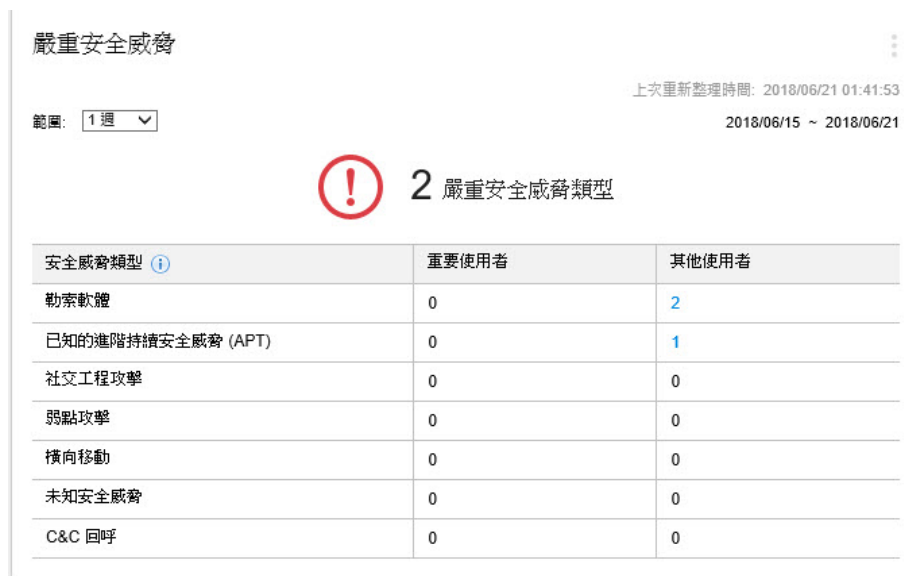 嚴重安全威脅
上次重新整理時間: 2018/06/21 01:41:53
範圍: 1 週
2018/06/15 ~ 2018/06/21
2 嚴重安全威脅類型
安全威脅類型 重要使用者 其他使用者
勒索軟體 0 2
已知的進階持續安全威脅 (APT) 0 1
社交工程攻擊 0 0
弱點攻擊 0 0
橫向移動 0 0
未知安全威脅 0 0
C&C 回呼 0 0